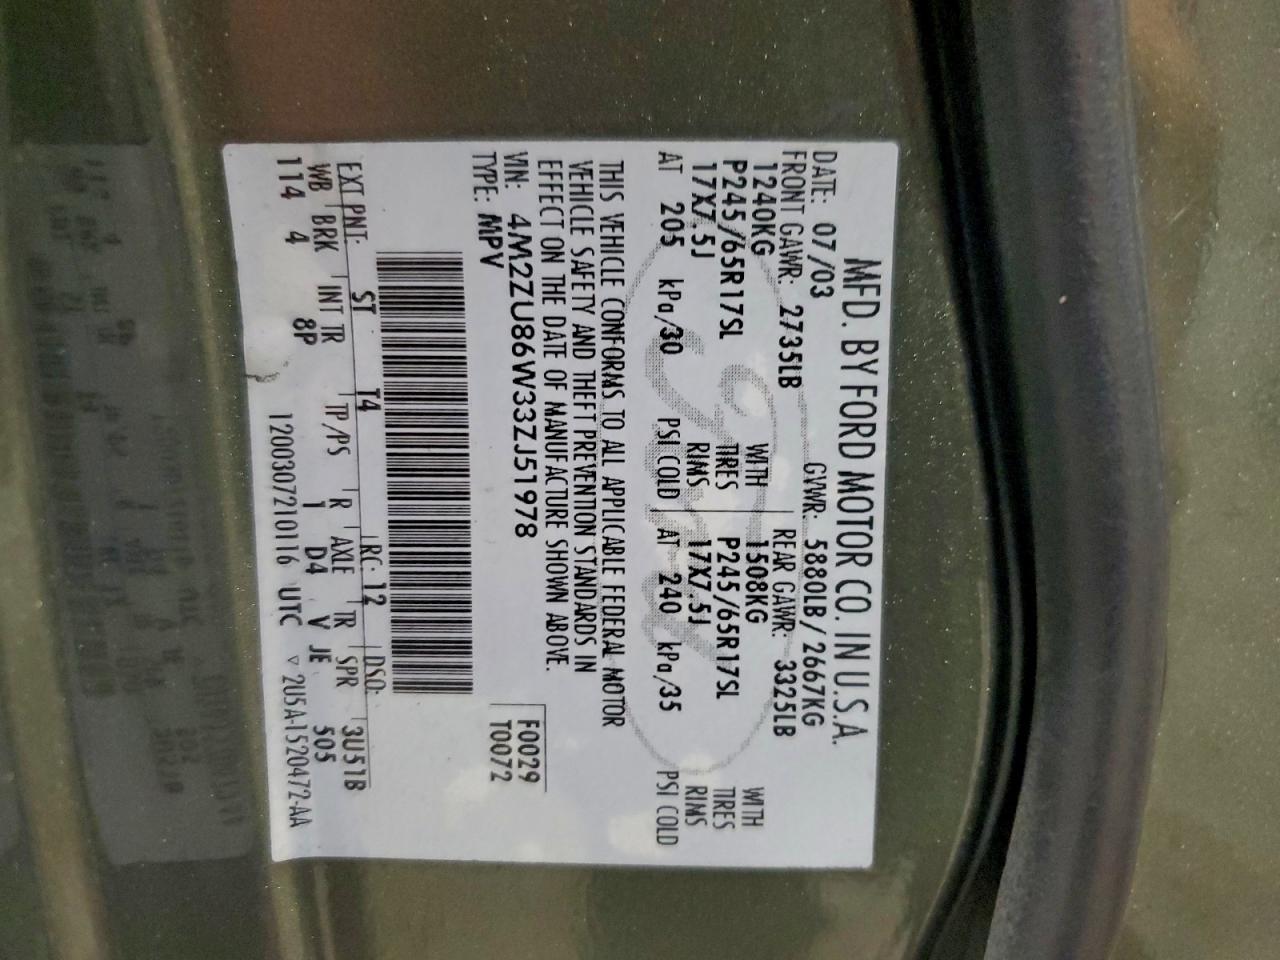 MFD. BY FORD MOTOR CO. IN U.S.A.
DATE: 07/03 GVWR: 5880LB/2667KG
FRONT GAWR: 2735LB REAR GAWR: 3325LB
1240KG WITH 1508KG WITH
P245/65R17SL TIRES P245/65R17SL TIRES
17X7.5J RIMS 17X7.5J RIMS
AT 205 kPa/30 PSI COLD AT 240 kPa/35 PSI COLD
THIS VEHICLE CONFORMS TO ALL APPLICABLE FEDERAL MOTOR
VEHICLE SAFETY AND THEFT PREVENTION STANDARDS IN
EFFECT ON THE DATE OF MANUFACTURE SHOWN ABOVE.
VIN: 4M2ZU86W33ZJ51978 F0029
TYPE: MPV T0072
EXT PNT: ST T4 RC: 12 DSO:
WB BRK INT TR TP/PS R AXLE TR SPR 3U51B
114 4 8P 1 D4 V JE 505
12003072101116 UTC ▽ 2U5A-1520472-AA